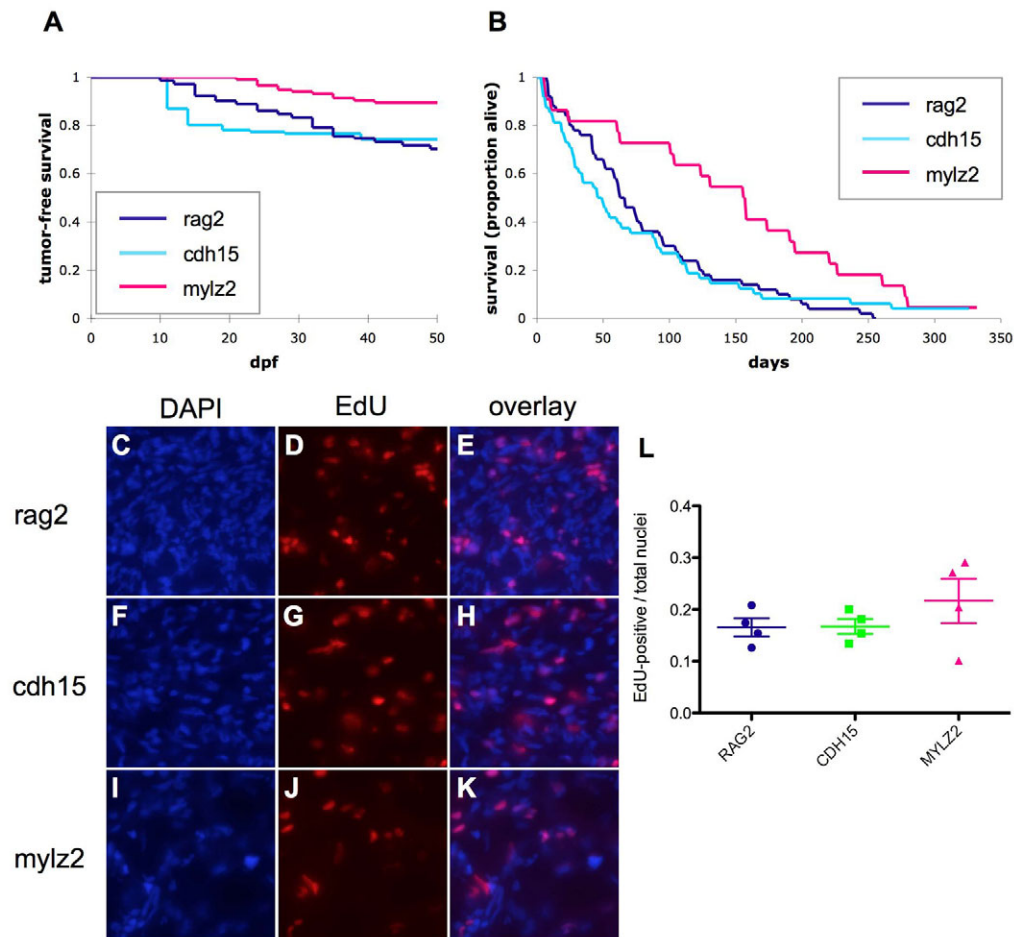 A
tumor-free survival
1
0.8
0.6
0.4
0.2
0
rag2
cdh15
mylz2
0 10 20 30 40 50
dpf
B
survival (proportion alive)
1
0.8
0.6
0.4
0.2
0
rag2
cdh15
mylz2
0 50 100 150 200 250 300 350
days
DAPI EdU overlay
rag2
C D E
cdh15
F G H
mylz2
I J K
L
EdU-positive / total nuclei
0.4
0.3
0.2
0.1
0.0
RAG2 CDH15 MYLZ2